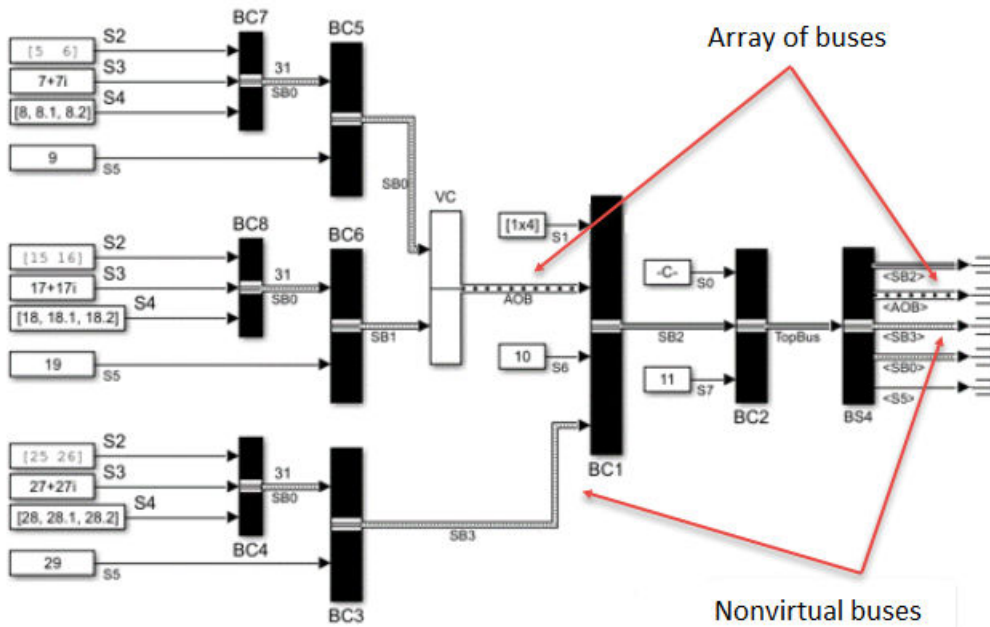 Array of buses
BC7
BC5
[5 6]
S2
7+7i
S3
31
SB0
[8, 8.1, 8.2]
S4
9
S5
SB0
VC
BC8
BC6
[15 16]
S2
17+17i
S3
31
SB0
[18, 18.1, 18.2]
S4
SB1
19
S5
[1x4]
S1
AOB
10
S6
-C-
S0
SB2
11
S7
TopBus
BC2
<SB2>
<AOB>
<SB3>
<SB0>
<S5>
BS4
BC1
[25 26]
S2
27+27i
S3
31
SB0
[28, 28.1, 28.2]
S4
SB3
BC4
29
S5
BC3
Nonvirtual buses